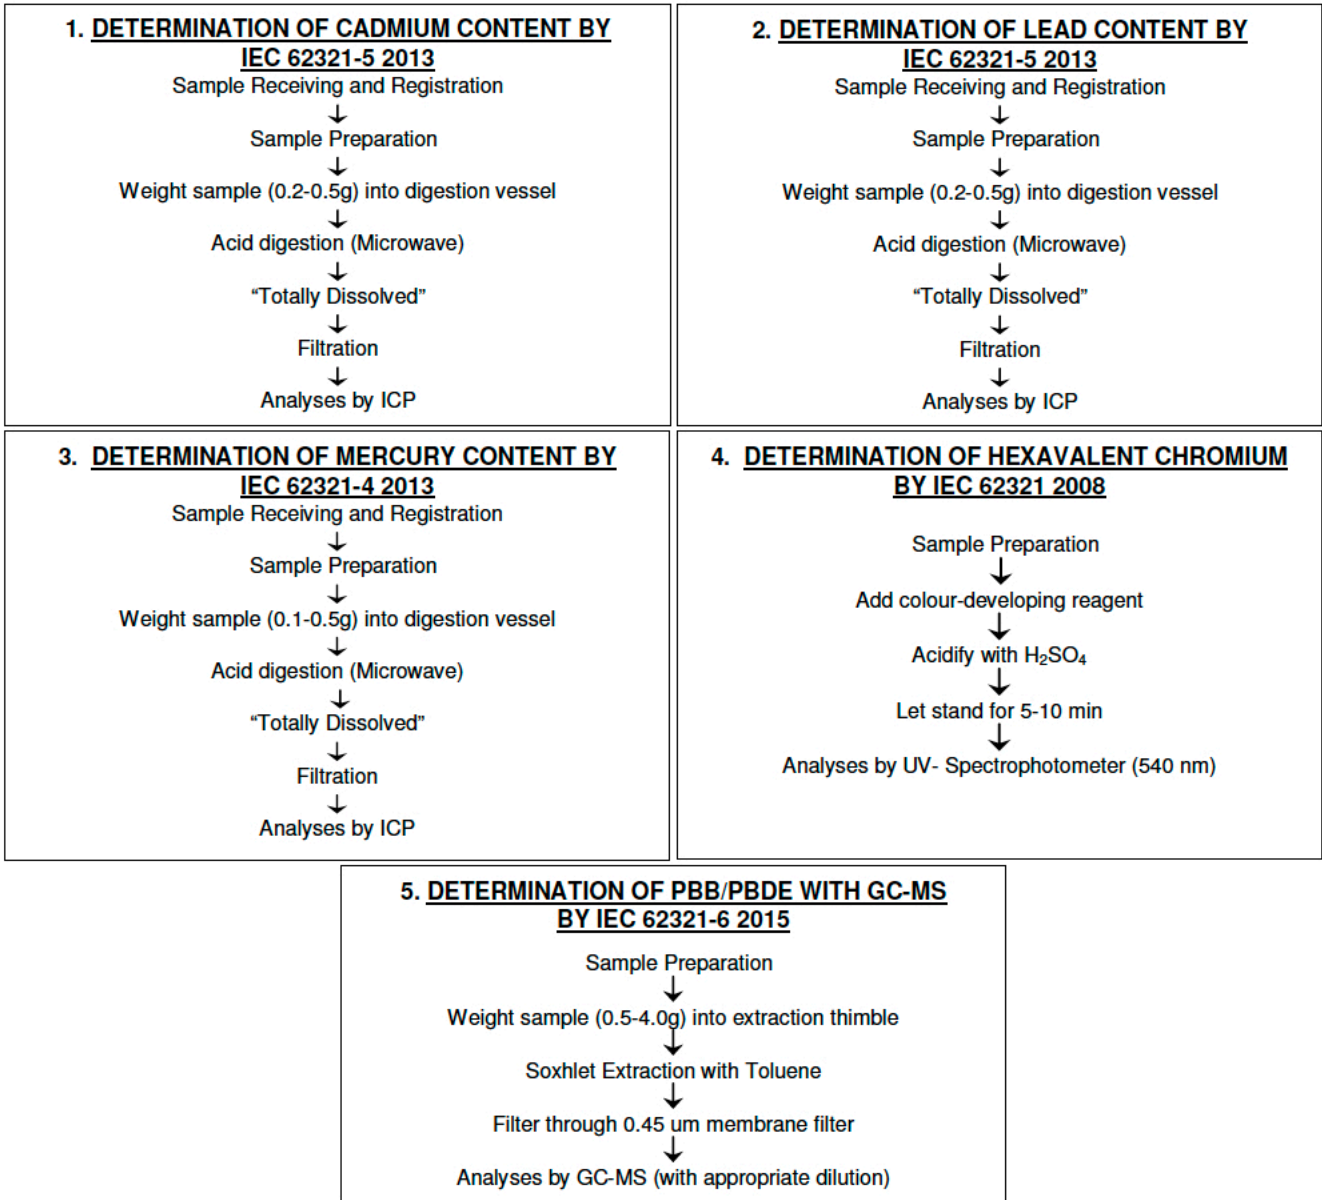 1. DETERMINATION OF CADMIUM CONTENT BY
IEC 62321-5 2013
Sample Receiving and Registration
Sample Preparation
Weight sample (0.2-0.5g) into digestion vessel
Acid digestion (Microwave)
“Totally Dissolved”
Filtration
Analyses by ICP
2. DETERMINATION OF LEAD CONTENT BY
IEC 62321-5 2013
Sample Receiving and Registration
Sample Preparation
Weight sample (0.2-0.5g) into digestion vessel
Acid digestion (Microwave)
“Totally Dissolved”
Filtration
Analyses by ICP
3. DETERMINATION OF MERCURY CONTENT BY
IEC 62321-4 2013
Sample Receiving and Registration
Sample Preparation
Weight sample (0.1-0.5g) into digestion vessel
Acid digestion (Microwave)
“Totally Dissolved”
Filtration
Analyses by ICP
4. DETERMINATION OF HEXAVALENT CHROMIUM
BY IEC 62321 2008
Sample Preparation
Add colour-developing reagent
Acidify with H₂SO₄
Let stand for 5-10 min
Analyses by UV- Spectrophotometer (540 nm)
5. DETERMINATION OF PBB/PBDE WITH GC-MS
BY IEC 62321-6 2015
Sample Preparation
Weight sample (0.5-4.0g) into extraction thimble
Soxhlet Extraction with Toluene
Filter through 0.45 um membrane filter
Analyses by GC-MS (with appropriate dilution)